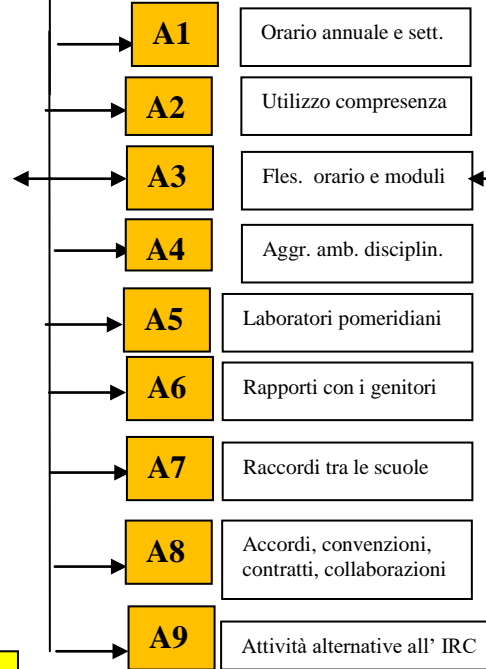 A1 Orario annuale e sett.
A2 Utilizzo compresenza
A3 Fles. orario e moduli
A4 Aggr. amb. disciplin.
A5 Laboratori pomeridiani
A6 Rapporti con i genitori
A7 Raccordi tra le scuole
A8 Accordi, convenzioni,
contratti, collaborazioni
A9 Attività alternative all' IRC